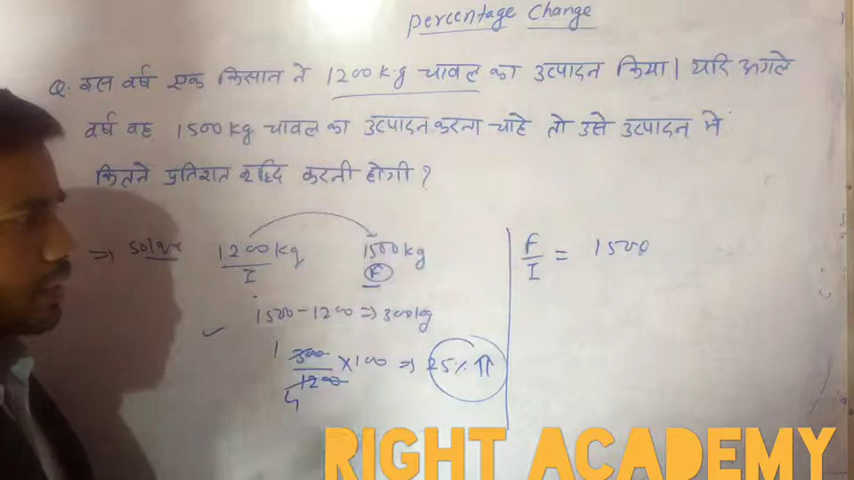 Percentage Change
Q. इस वर्ष एक किसान ने 1200 K.g चावल का उत्पादन किया। यदि अगले
वर्ष वह 1500 kg चावल का उत्पादन करना चाहे तो उसे उत्पादन में
कितने प्रतिशत वृद्धि करनी होगी?
⇒ Solve 1200 kg 1500 kg
I F
1500 - 1200 ⇒ 300 kg
1 300/1200 4 × 100 ⇒ 25% ⇑
F/I = 1500
RIGHT ACADEMY